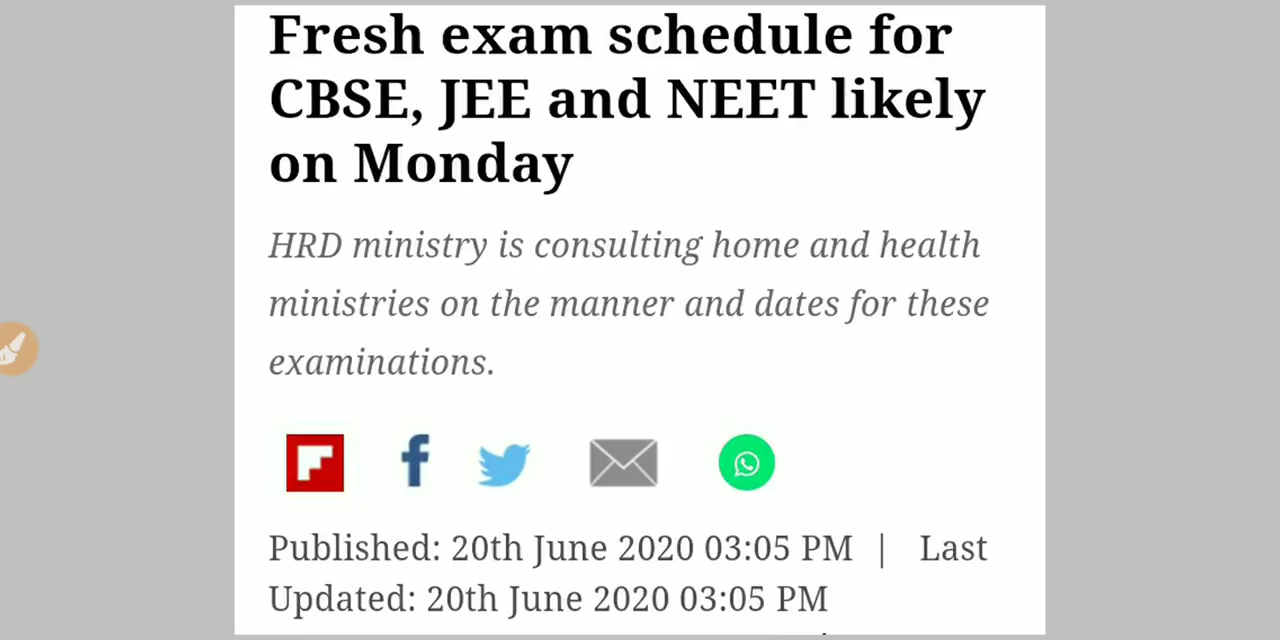 Fresh exam schedule for
CBSE, JEE and NEET likely
on Monday
HRD ministry is consulting home and health
ministries on the manner and dates for these
examinations.
Published: 20th June 2020 03:05 PM | Last
Updated: 20th June 2020 03:05 PM